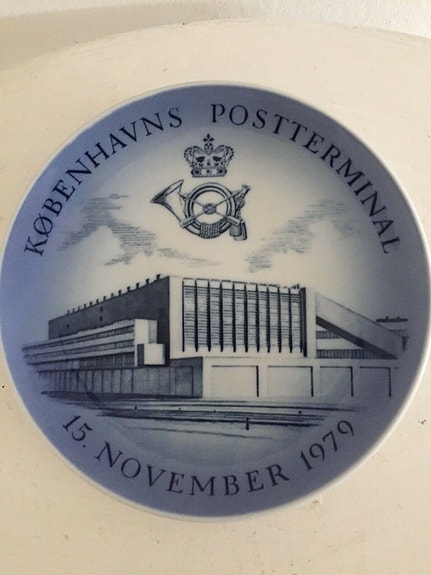 KØBENHAVNS POSTTERMINAL
15. NOVEMBER 1979